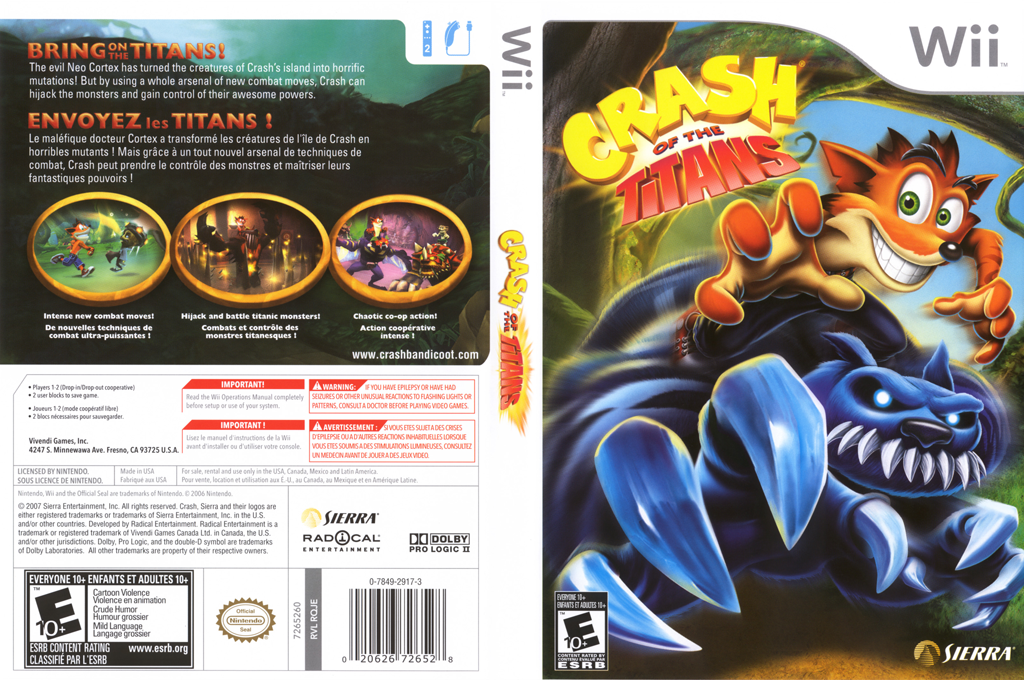 BRING ON THE TITANS!
The evil Neo Cortex has turned the creatures of Crash's island into horrific
mutations! But by using a whole arsenal of new combat moves, Crash can
hijack the monsters and gain control of their awesome powers.
ENVOYEZ les TITANS !
Le maléfique docteur Cortex a transformé les créatures de l'île de Crash en
horribles mutants ! Mais grâce à un tout nouvel arsenal de techniques de
combat, Crash peut prendre le contrôle des monstres et maîtriser leurs
fantastiques pouvoirs !
2
Intense new combat moves!
De nouvelles techniques de
combat ultra-puissantes !
Hijack and battle titanic monsters!
Combats et contrôle des
monstres titanesques !
Chaotic co-op action!
Action coopérative
intense !
www.crashbandicoot.com
• Players 1-2 (Drop in/Drop out cooperative)
• 2 user blocks to save game.
• Joueurs 1-2 (mode coopératif libre)
• 2 blocs nécessaires pour sauvegarder.
Vivendi Games, Inc.
4247 S. Minnewawa Ave. Fresno, CA 93725 U.S.A.
IMPORTANT!
Read the Wii Operations Manual completely
before setup or use of your system.
IMPORTANT !
Lisez le manuel d'instructions de la Wii
avant d'installer ou d'utiliser votre console.
WARNING: IF YOU HAVE EPILEPSY OR HAVE HAD
SEIZURES OR OTHER UNUSUAL REACTIONS TO FLASHING LIGHTS OR
PATTERNS, CONSULT A DOCTOR BEFORE PLAYING VIDEO GAMES.
AVERTISSEMENT : SI VOUS ETES SUJET A DES CRISES
D'EPILEPSIE OU A D'AUTRES REACTIONS INHABITUELLES LORSQUE
VOUS ETES SOUMIS A DES STIMULATIONS LUMINEUSES, CONSULTEZ
UN MEDECIN AVANT DE JOUER A DES JEUX VIDEO.
LICENSED BY NINTENDO.
SOUS LICENCE DE NINTENDO.
Made in USA
Fabriqué aux USA
For sale, rental and use only in the USA, Canada, Mexico and Latin America.
Pour vente, location et utilisation aux E.-U., au Canada, au Mexique et en Amérique Latine.
Nintendo, Wii and the Official Seal are trademarks of Nintendo. © 2006 Nintendo.
© 2007 Sierra Entertainment, Inc. All rights reserved. Crash, Sierra and their logos are
either registered trademarks or trademarks of Sierra Entertainment, Inc. in the U.S.
and/or other countries. Developed by Radical Entertainment. Radical Entertainment is a
trademark or registered trademark of Vivendi Games Canada Ltd. in Canada, the U.S.
and/or other jurisdictions. Dolby, Pro Logic, and the double-D symbol are trademarks
of Dolby Laboratories. All other trademarks are property of their respective owners.
SIERRA®
RADICAL
ENTERTAINMENT
DOLBY
PRO LOGIC II
EVERYONE 10+ ENFANTS ET ADULTES 10+
E
10+
Cartoon Violence
Violence en animation
Crude Humor
Humour grossier
Mild Language
Langage grossier
ESRB CONTENT RATING www.esrb.org
CLASSIFIÉ PAR L'ESRB
Official
Nintendo
Seal
7265260
RVL RQJE
0-7849-2917-3
0 20626 72652 8
Wii™
CRASH OF THE TITANS
Wii™
CRASH®
OF THE
TITANS
EVERYONE 10+
ENFANTS ET ADULTES 10+
E
10+
CONTENT RATED BY
CONTENU ÉVALUÉ PAR
ESRB
SIERRA®